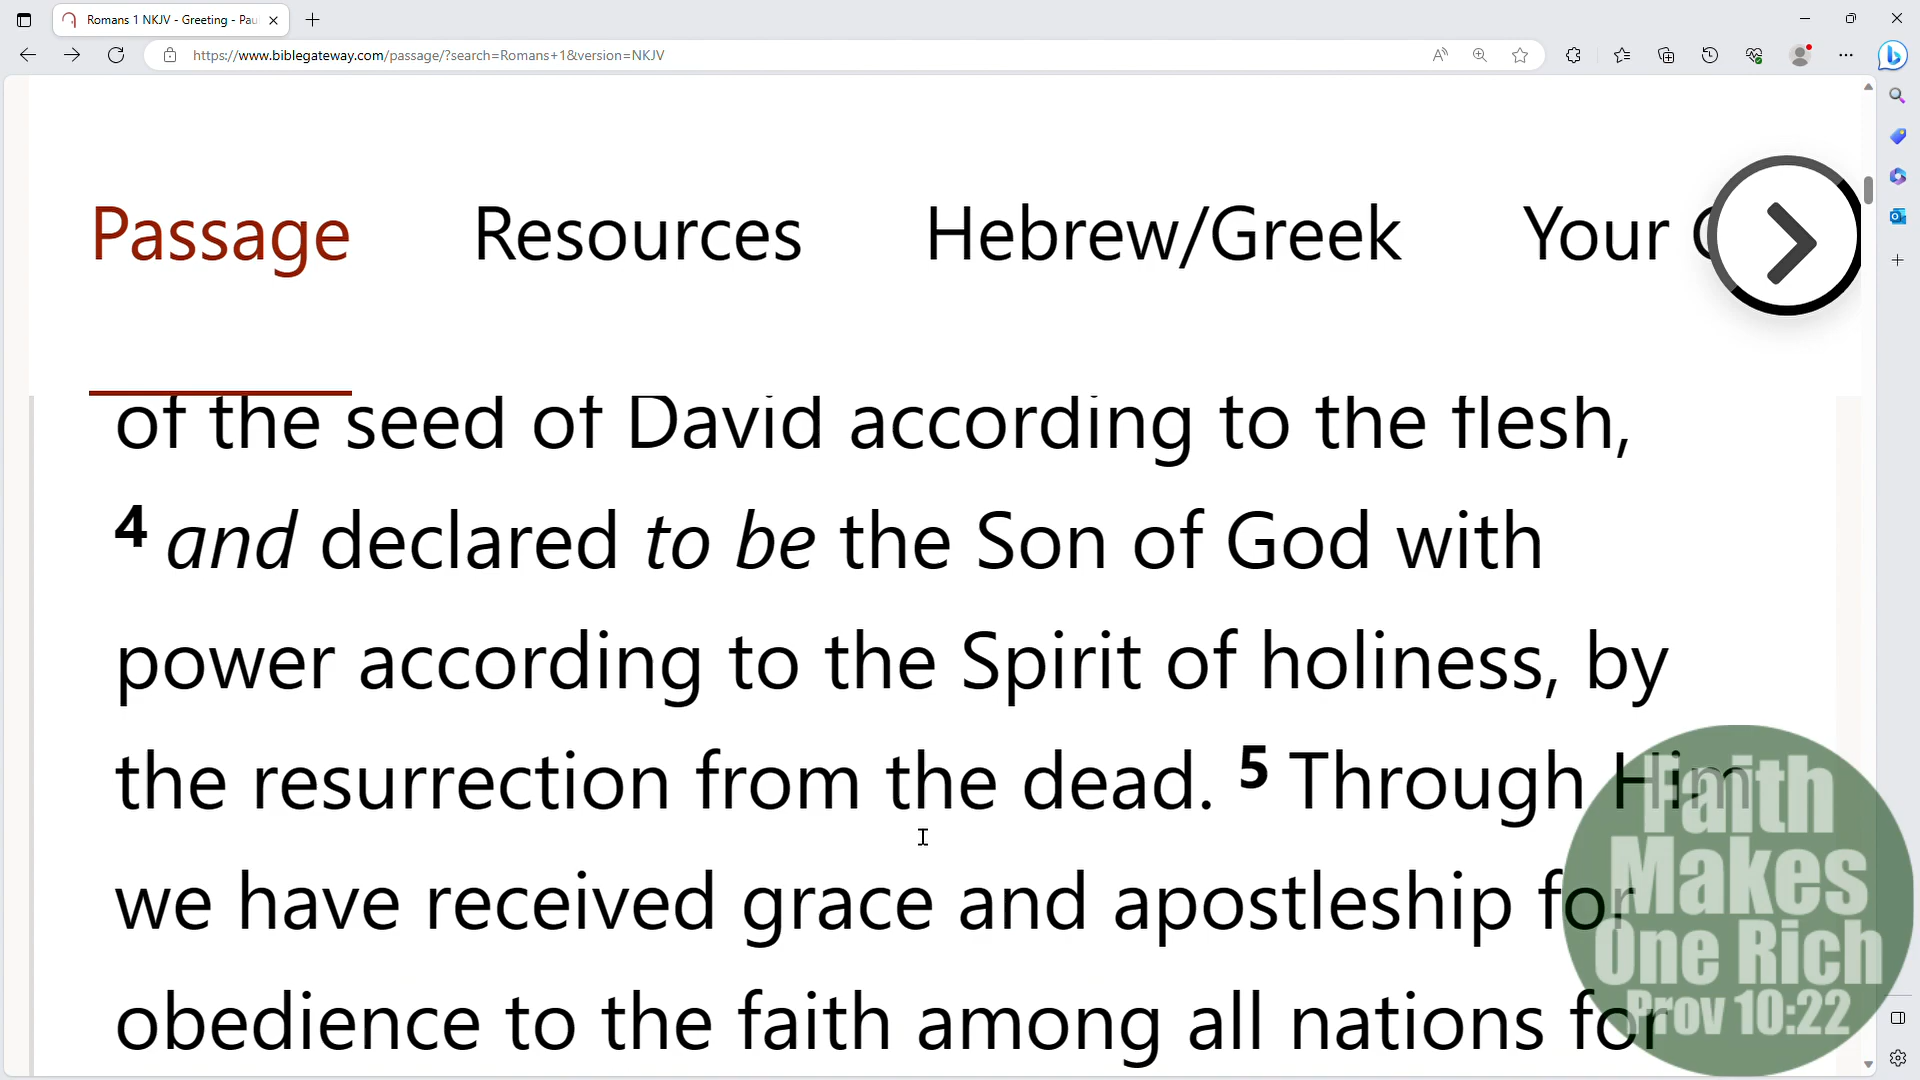 Romans 1 NKJV - Greeting - Pau
https://www.biblegateway.com/passage/?search=Romans+1&version=NKJV
Passage Resources Hebrew/Greek Your
of the seed of David according to the flesh,
4 and declared to be the Son of God with
power according to the Spirit of holiness, by
the resurrection from the dead. 5 Through Him
we have received grace and apostleship for
obedience to the faith among all nations for
Faith
Makes
One Rich
Prov 10:22